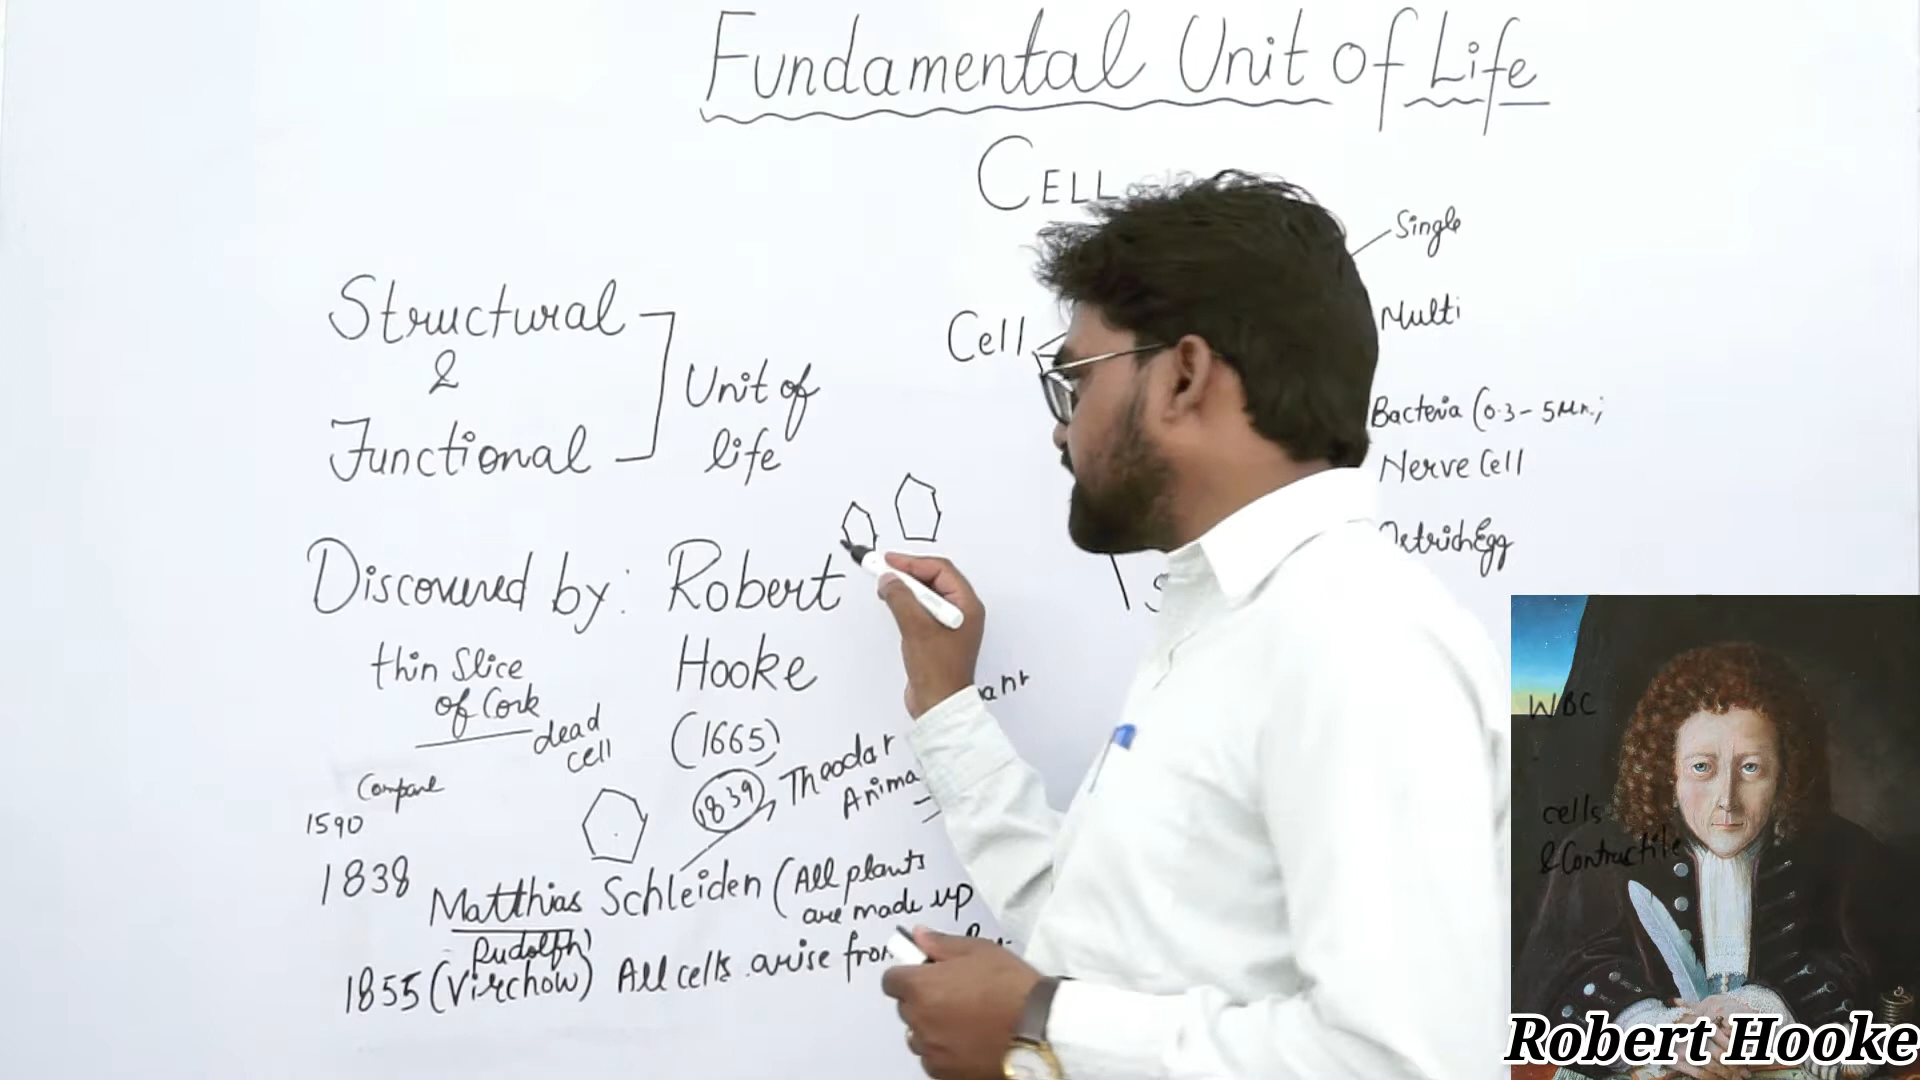 Fundamental Unit of Life
CELL
Single
Structural
&
Functional
Unit of
life
Cell
Multi
Bacteria (0.3 - 5
Nerve Cell
Egg
Discovered by: Robert
Hooke
(1665)
thin Slice
of Cork
dead
cell
1839
Theodar
Anima
Compare
1590
1838
Matthias Schleiden (All plants
are made up
1855 (Rudolph
Virchow) All cells arise from
WBC
cells
& Contractile
Robert Hooke